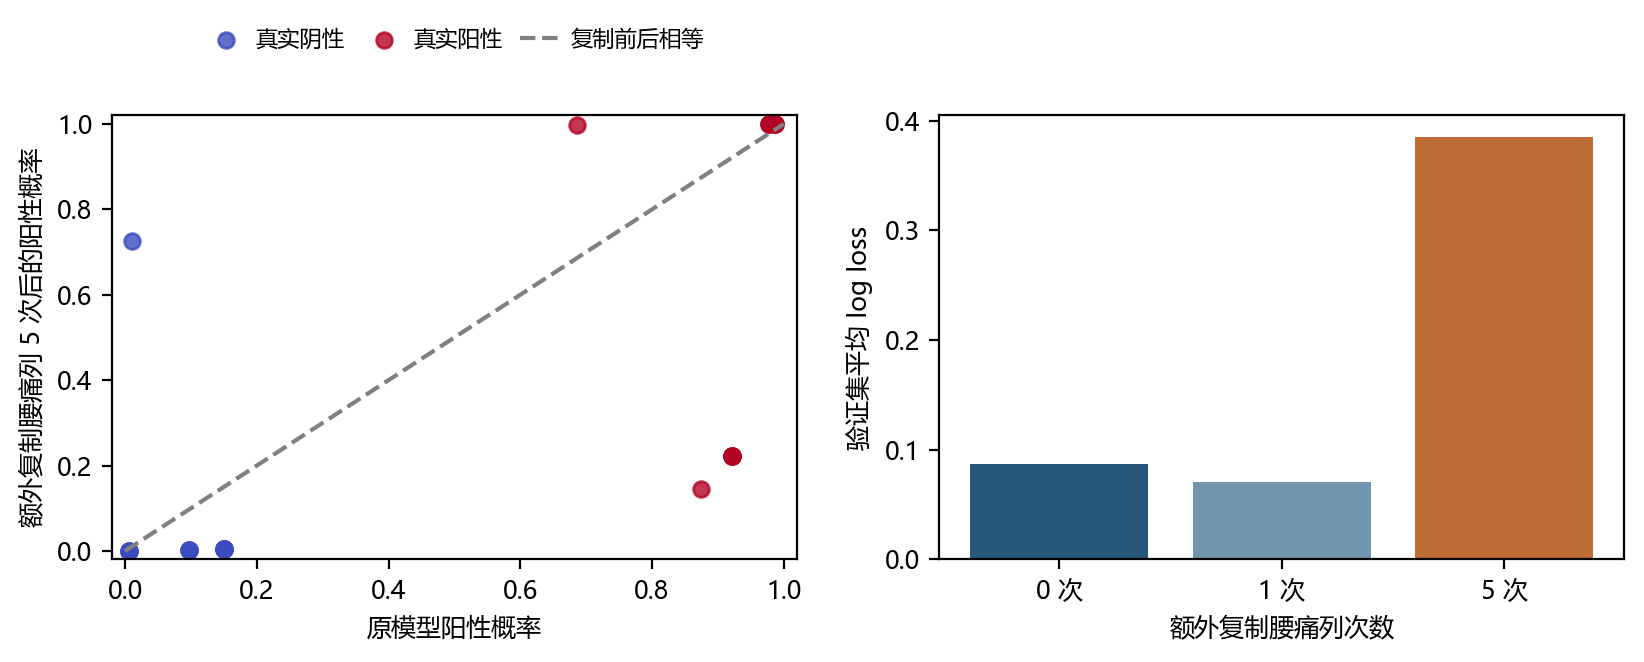 真实阴性 真实阳性 复制前后相等
额外复制腰痛列 5 次后的阳性概率
1.0
0.8
0.6
0.4
0.2
0.0
0.0 0.2 0.4 0.6 0.8 1.0
原模型阳性概率
验证集平均 log loss
0.4
0.3
0.2
0.1
0.0
0 次 1 次 5 次
额外复制腰痛列次数